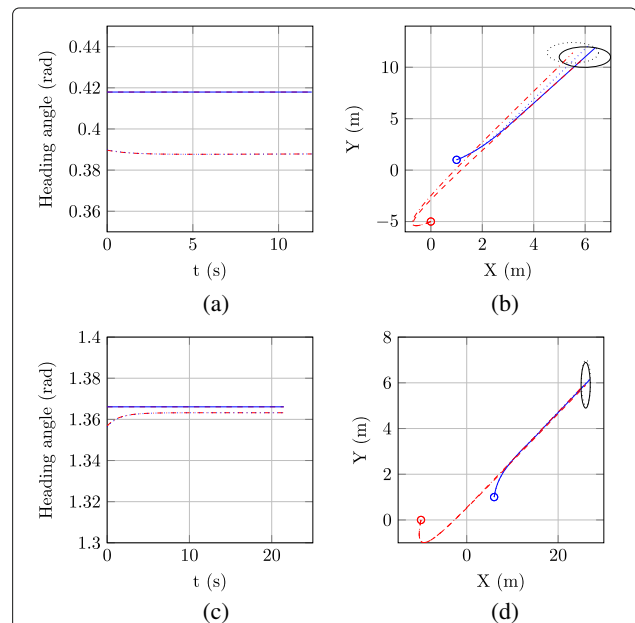 0.44
0.42
0.4
0.38
0.36
Heading angle (rad)
0 5 10
t (s)
(a)
10
5
0
−5
Y (m)
0 2 4 6
X (m)
(b)
1.4
1.38
1.36
1.34
1.32
1.3
Heading angle (rad)
0 10 20
t (s)
(c)
8
6
4
2
0
Y (m)
0 20
X (m)
(d)